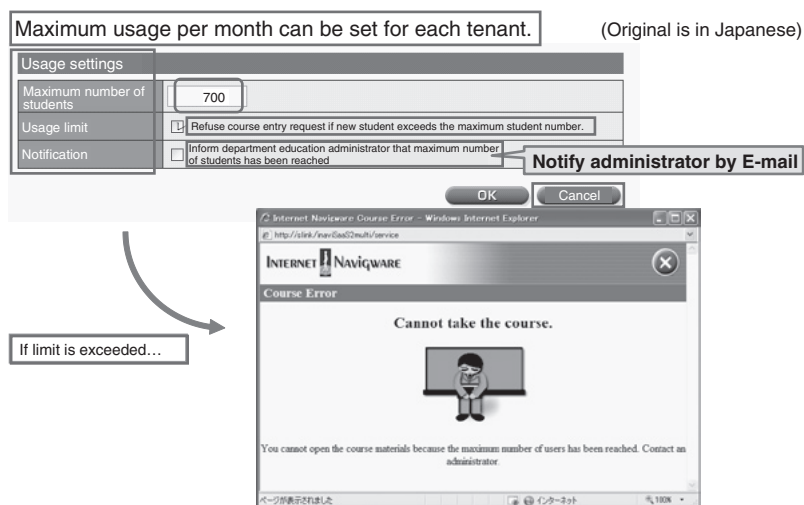 Maximum usage per month can be set for each tenant.
(Original is in Japanese)
Usage settings
Maximum number of
students
700
Usage limit
Refuse course entry request if new student exceeds the maximum student number.
Notification
Inform department education administrator that maximum number
of students has been reached
Notify administrator by E-mail
OK
Cancel
Internet Navigware Course Error - Windows Internet Explorer
http://slink/inaviSaaS2multi/service
INTERNET NAVIGWARE
Course Error
Cannot take the course.
If limit is exceeded…
You cannot open the course materials because the maximum number of users has been reached. Contact an
administrator.
ページが表示されました
インターネット
100%